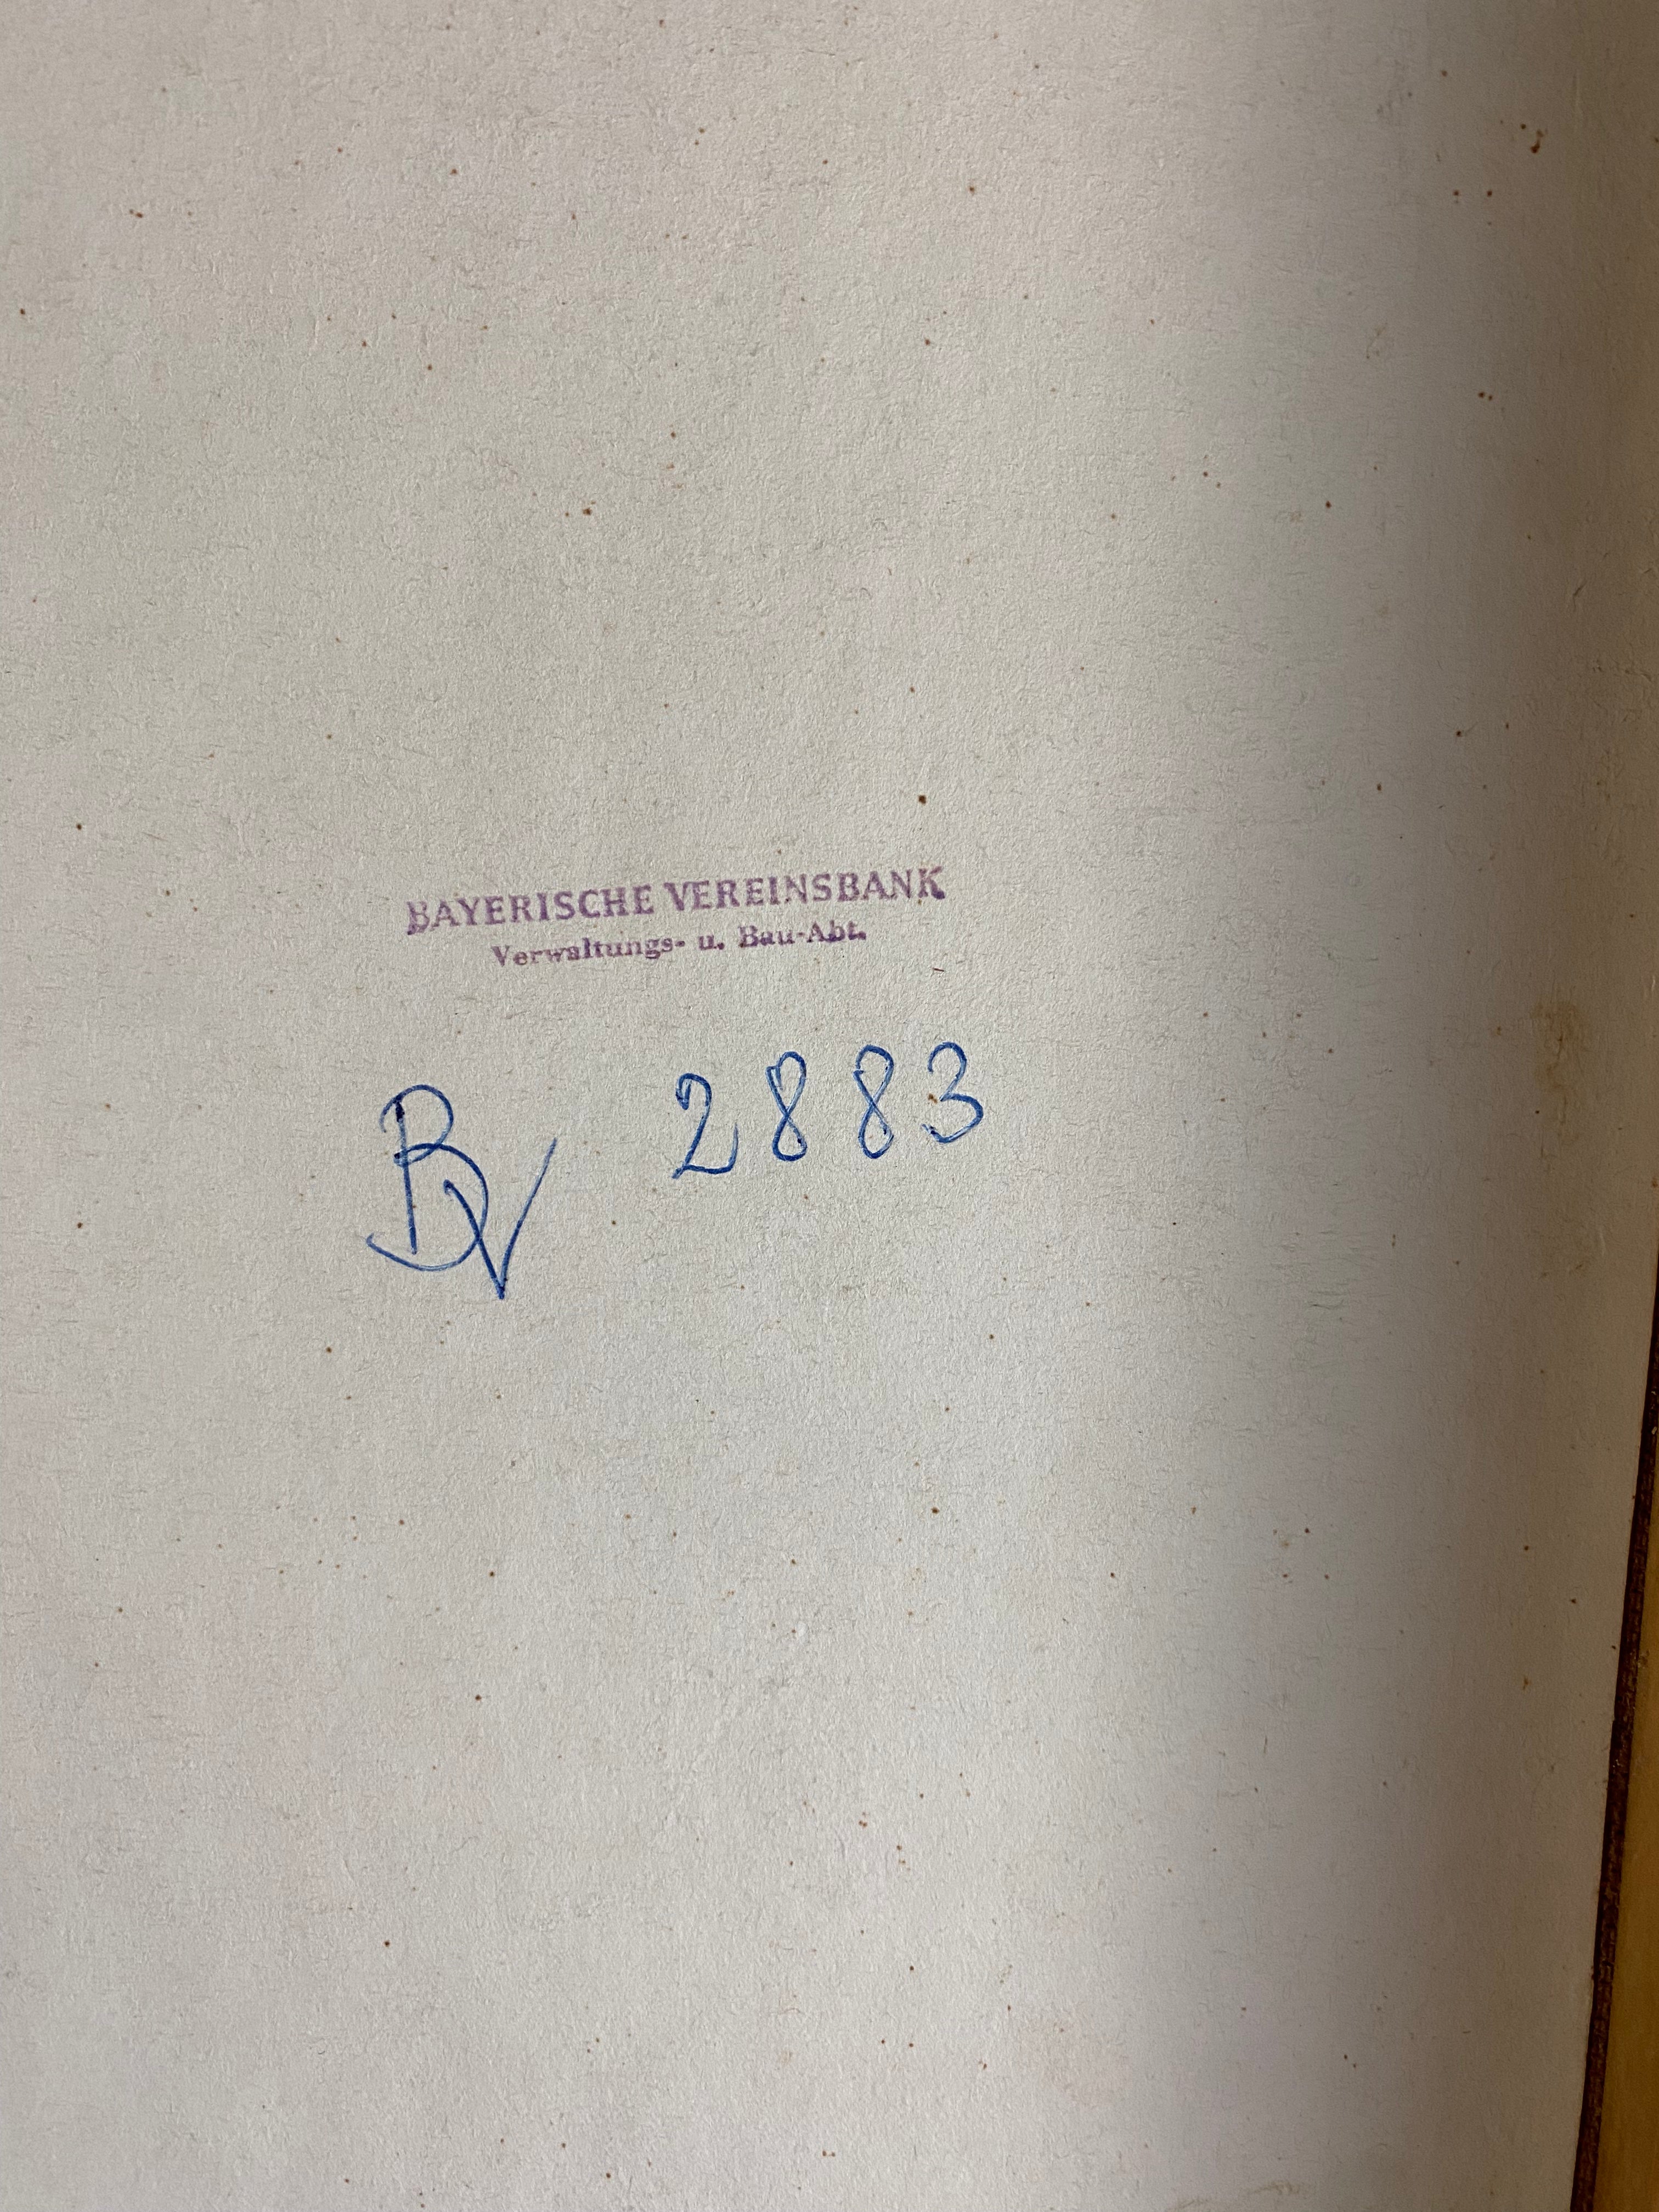 BAYERISCHE VEREINSBANK
Verwaltungs- u. Bau-Abt.
BV 2883